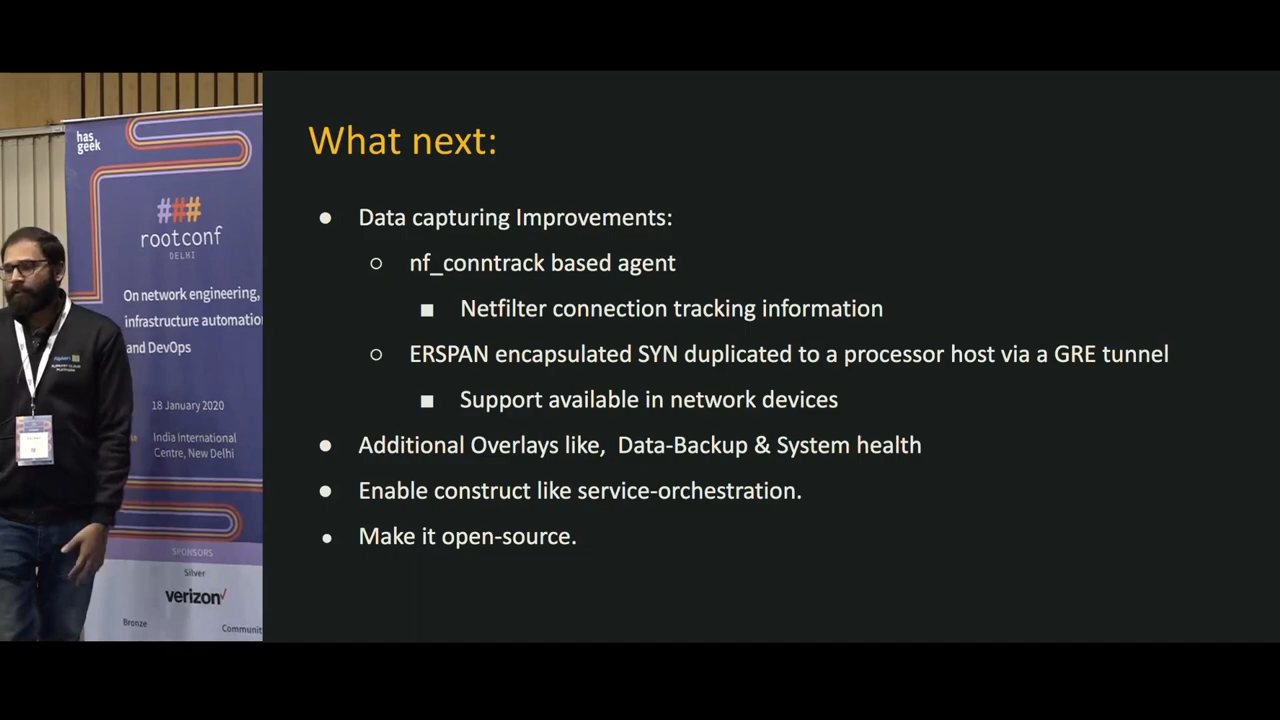 has
geek
###
rootconf
DELHI
On network engineering,
infrastructure automatio
and DevOps
18 January 2020
India International
Centre, New Delhi
SPONSORS
Silver
verizon
Bronze
Communit
What next:
Data capturing Improvements:
nf_conntrack based agent
Netfilter connection tracking information
ERSPAN encapsulated SYN duplicated to a processor host via a GRE tunnel
Support available in network devices
Additional Overlays like, Data-Backup & System health
Enable construct like service-orchestration.
Make it open-source.